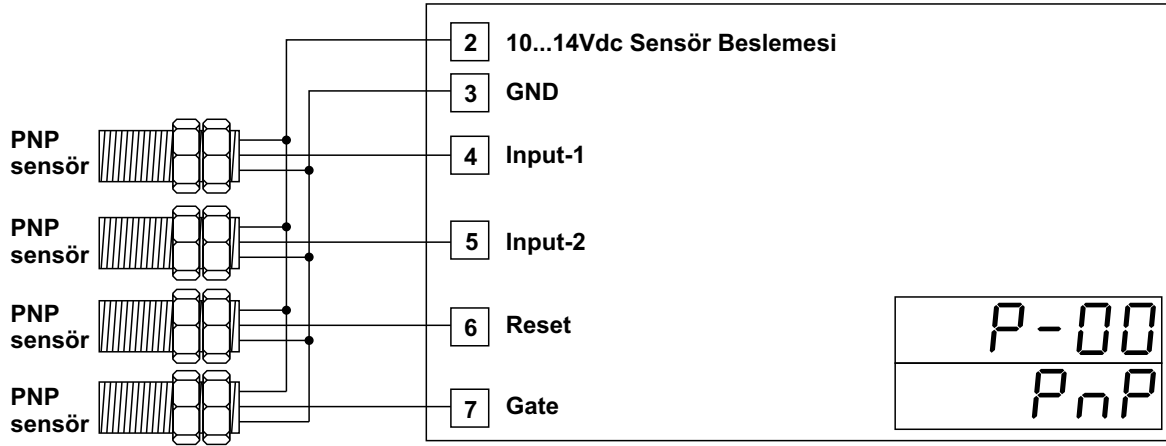 2 10...14Vdc Sensör Beslemesi
3 GND
PNP
sensör
4 Input-1
PNP
sensör
5 Input-2
PNP
sensör
6 Reset
PNP
sensör
7 Gate
P-00
PnP